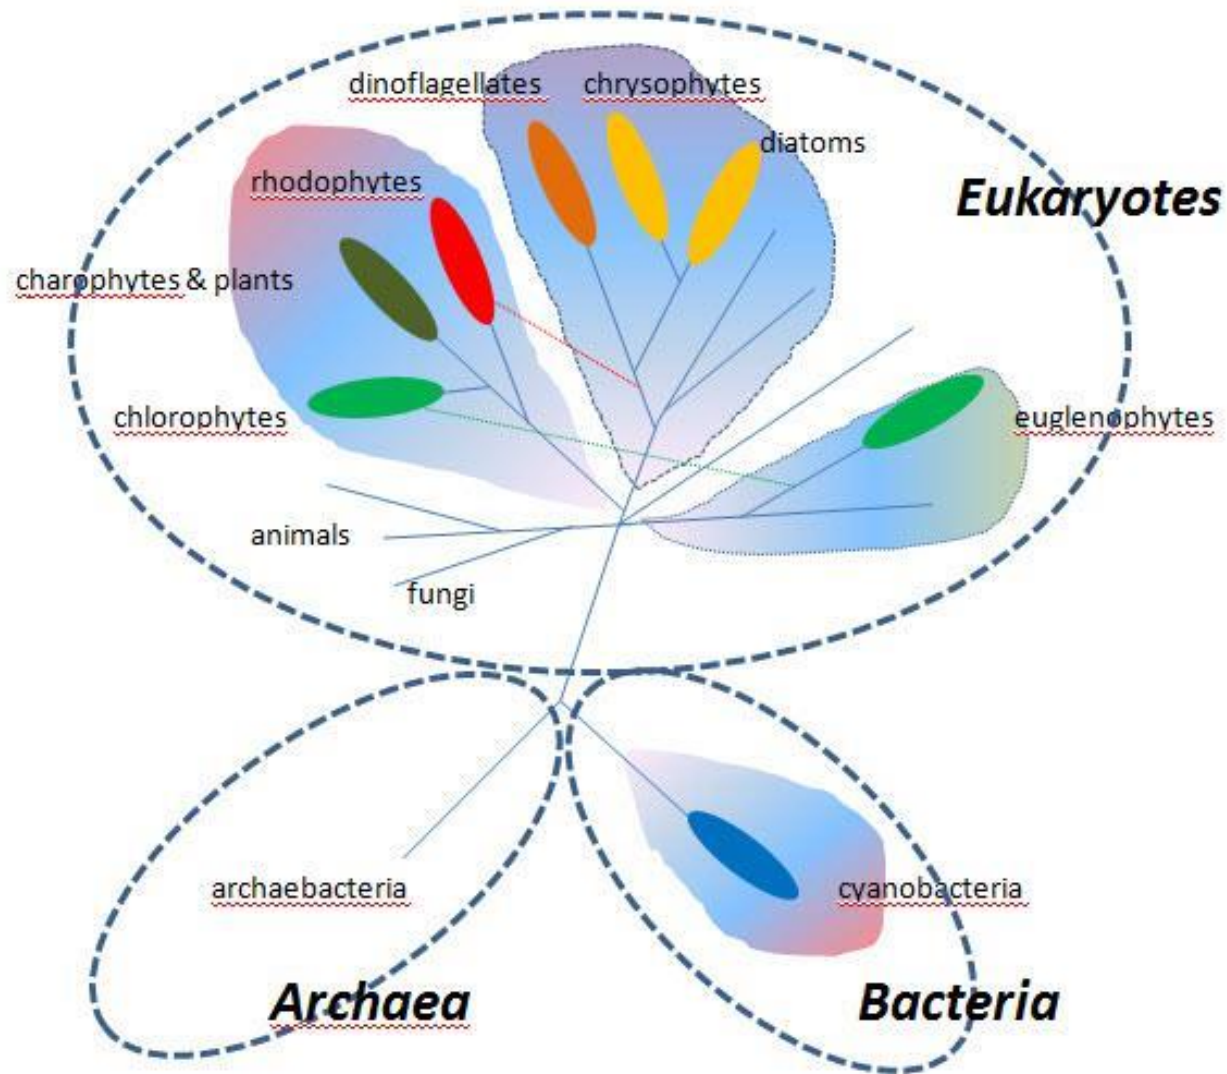 dinoflagellates chrysophytes
diatoms
rhodophytes
Eukaryotes
charophytes & plants
chlorophytes
euglenophytes
animals
fungi
archaebacteria
cyanobacteria
Archaea
Bacteria